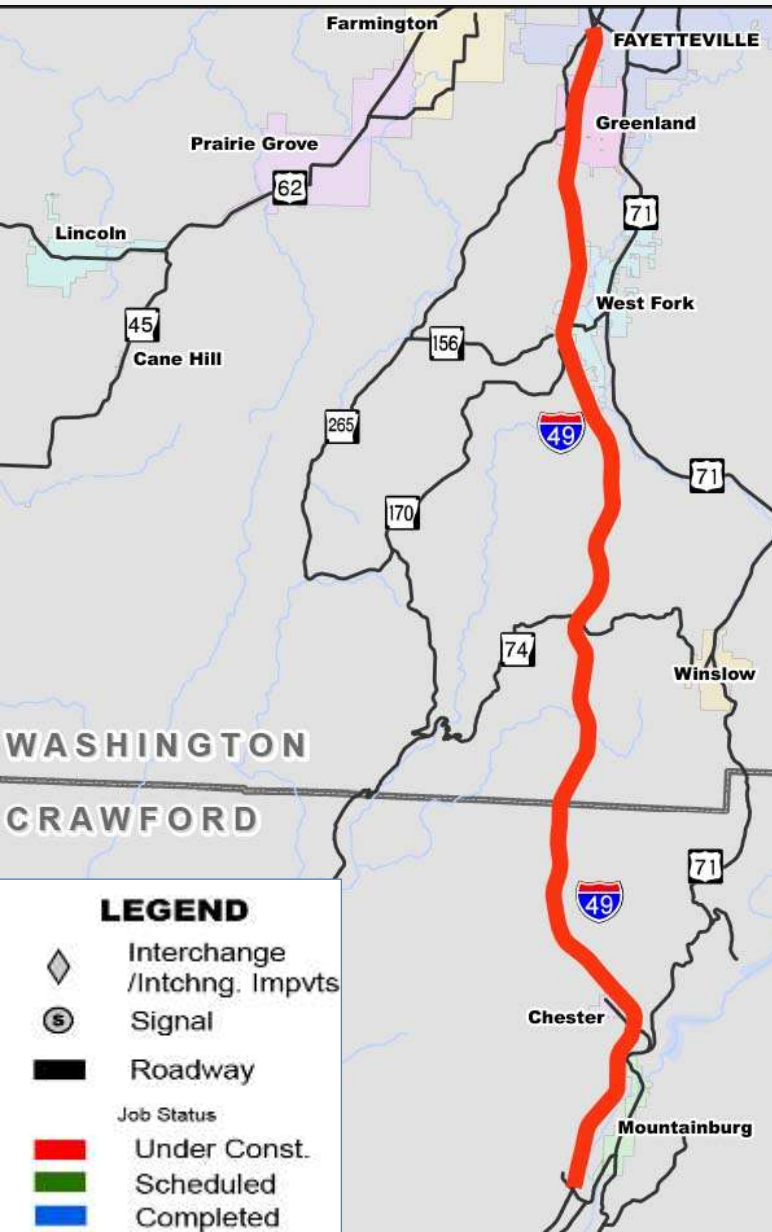 Farmington
FAYETTEVILLE
Greenland
Prairie Grove
62
71
Lincoln
West Fork
45
156
Cane Hill
265
49
71
170
74
Winslow
WASHINGTON
CRAWFORD
71
49
LEGEND
Interchange
/Intchng. Impvts
S
Signal
Roadway
Job Status
Under Const.
Scheduled
Completed
Chester
Mountainburg